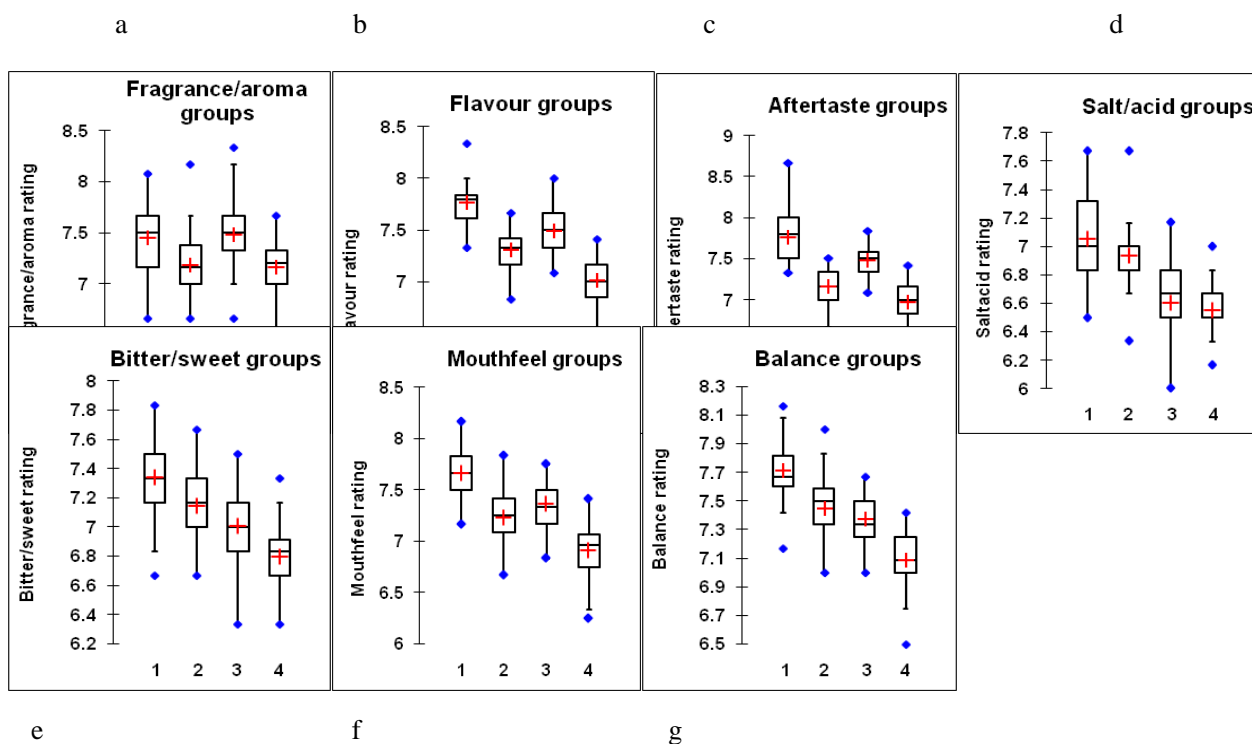 a
b
c
d
Fragrance/aroma
groups
8.5
8
7.5
7
grance/aroma rating
Flavour groups
8.5
8
7.5
7
avour rating
Aftertaste groups
9
8.5
8
7.5
7
ertaste rating
Salt/acid groups
7.8
7.6
7.4
7.2
7
6.8
6.6
6.4
6.2
6
Saltacid rating
1 2 3 4
Bitter/sweet groups
8
7.8
7.6
7.4
7.2
7
6.8
6.6
6.4
6.2
Bitter/sweet rating
1 2 3 4
Mouthfeel groups
8.5
8
7.5
7
6.5
6
Mouthfeel rating
1 2 3 4
Balance groups
8.3
8.1
7.9
7.7
7.5
7.3
7.1
6.9
6.7
6.5
Balance rating
1 2 3 4
e
f
g